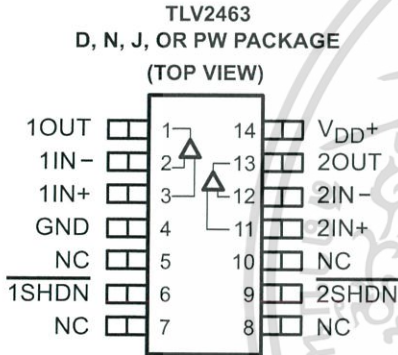 TLV2463
D, N, J, OR PW PACKAGE
(TOP VIEW)
1OUT 1 14 VDD+
1IN− 2 13 2OUT
1IN+ 3 12 2IN−
GND 4 11 2IN+
NC 5 10 NC
1SHDN 6 9 2SHDN
NC 7 8 NC